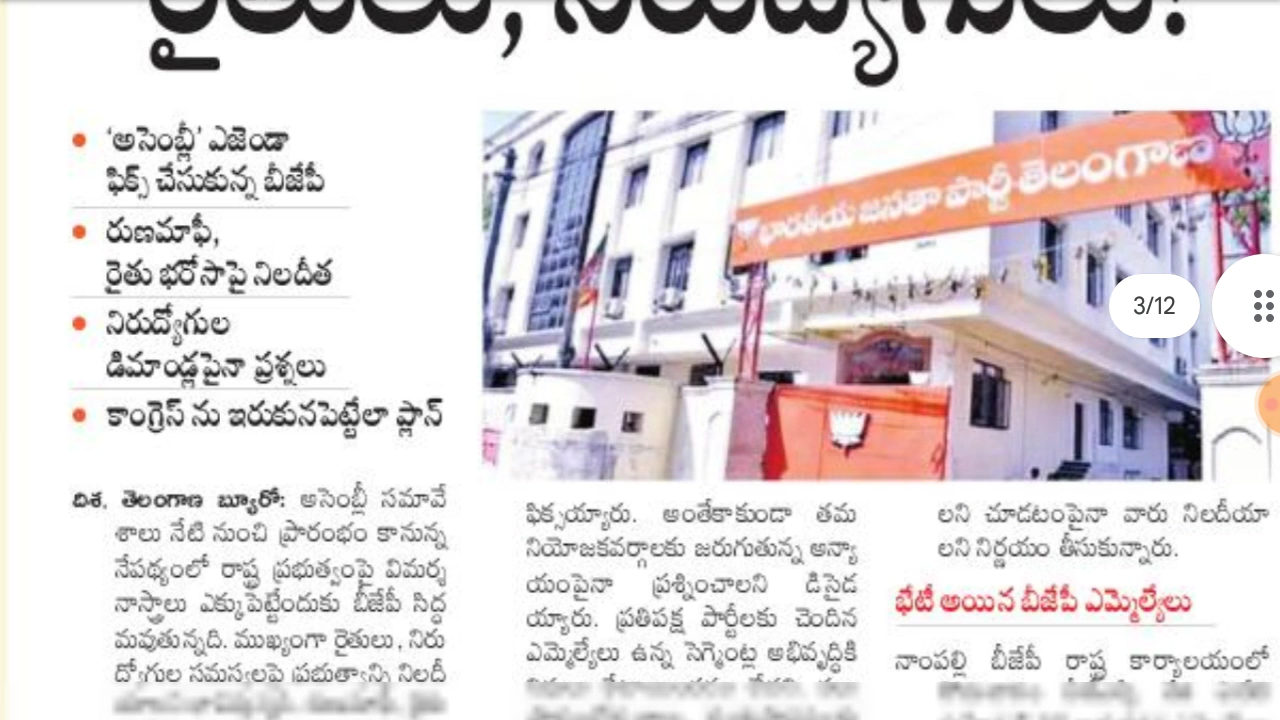 రైతులు, నిరుద్యోగులు!
‘అసెంబ్లీ’ ఎజెండా
ఫిక్స్ చేసుకున్న బీజేపీ
రుణమాఫీ,
రైతు భరోసాపై నిలదీత
నిరుద్యోగుల
డిమాండ్లపైనా ప్రశ్నలు
కాంగ్రెస్ ను ఇరుకునపెట్టేలా ప్లాన్
భారతీయ జనతా పార్టీ-తెలంగాణ
3/12
దిశ, తెలంగాణ బ్యూరో: అసెంబ్లీ సమావే
శాలు నేటి నుంచి ప్రారంభం కానున్న
నేపథ్యంలో రాష్ట్ర ప్రభుత్వంపై విమర్శ
నాస్త్రాలు ఎక్కుపెట్టేందుకు బీజేపీ సిద్ధ
మవుతున్నది. ముఖ్యంగా రైతులు, నిరు
ద్యోగుల సమస్యలపై ప్రభుత్వాన్ని నిలదీ
ఫిక్సయ్యారు. అంతేకాకుండా తమ
నియోజకవర్గాలకు జరుగుతున్న అన్యా
యంపైనా ప్రశ్నించాలని డిసైడ
య్యారు. ప్రతిపక్ష పార్టీలకు చెందిన
ఎమ్మెల్యేలు ఉన్న సెగ్మెంట్ల అభివృద్ధికి
లని చూడటంపైనా వారు నిలదీయా
లని నిర్ణయం తీసుకున్నారు.
భేటీ అయిన బీజేపీ ఎమ్మెల్యేలు
నాంపల్లి బీజేపీ రాష్ట్ర కార్యాలయంలో